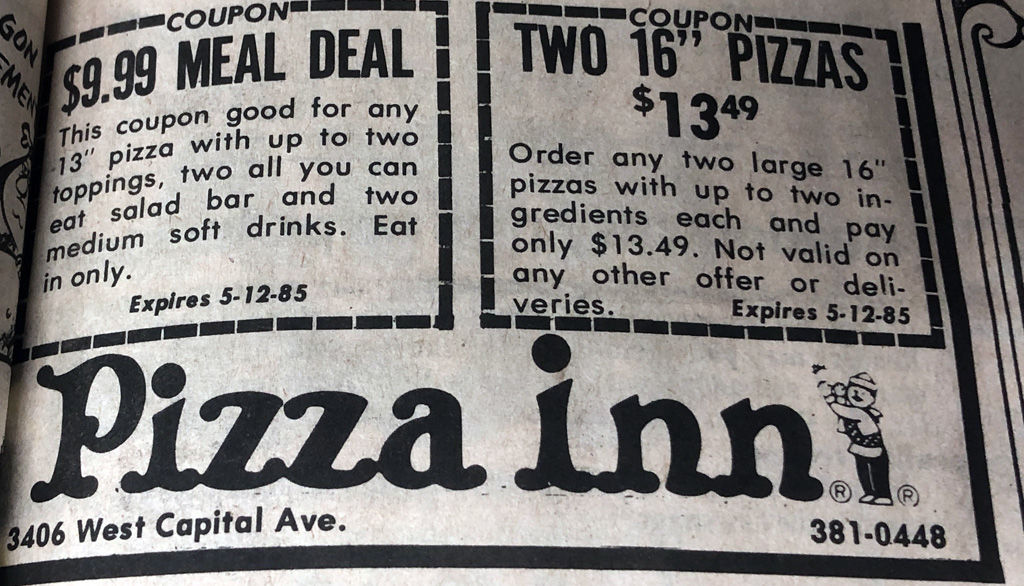 GON
EMEN
COUPON
$9.99 MEAL DEAL
This coupon good for any
13" pizza with up to two
toppings, two all you can
eat salad bar and two
medium soft drinks. Eat
in only.
Expires 5-12-85
COUPON
TWO 16" PIZZAS
$13 49
Order any two large 16"
pizzas with up to two in-
gredients each and pay
only $13.49. Not valid on
any other offer or deli-
veries. Expires 5-12-85
Pizza inn ® ®
3406 West Capital Ave. 381-0448